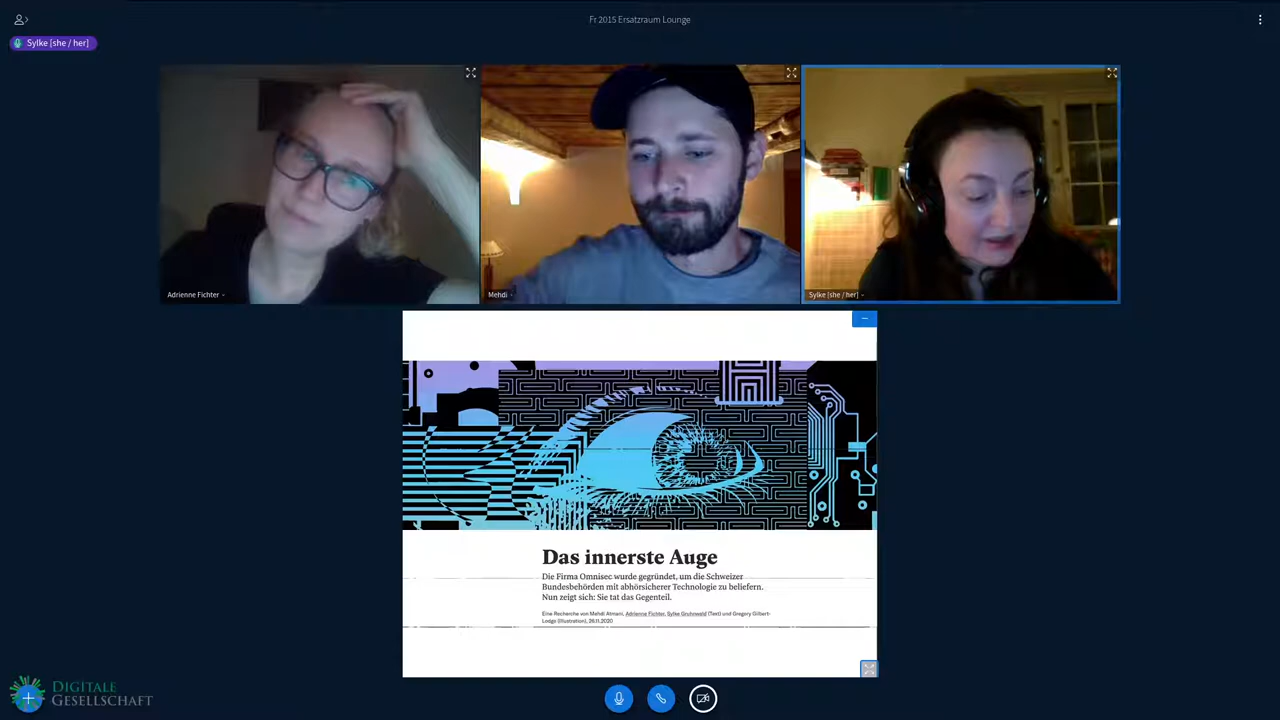 Fr 2015 Ersatzraum Lounge
Sylke [she / her]
Adrienne Fichter
Mehdi
Sylke [she / her]
Das innerste Auge
Die Firma Omnisec wurde gegründet, um die Schweizer
Bundesbehörden mit abhörsicherer Technologie zu beliefern.
Nun zeigt sich: Sie tat das Gegenteil.
Eine Recherche von Mehdi Atmani, Adrienne Fichter, Sylke Gruhnwald (Text) und Gregory Gilbert-
Lodge (Illustration), 26.11.2020
DIGITALE
GESELLSCHAFT